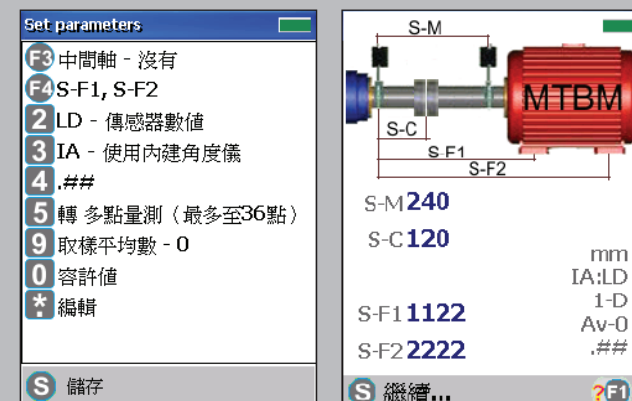 Set parameters
F3 中間軸 - 沒有
F4 S-F1, S-F2
2 LD - 傳感器數值
3 IA - 使用內建角度儀
4 .##
5 轉 多點量測（最多至36點）
9 取樣平均數 - 0
0 容許値
*. 編輯
S 儲存
S-M
MTBM
S-C
S-F1
S-F2
S-M 240
S-C 120
mm
IA:LD
1-D
S-F1 1122
Av-0
S-F2 2222
.##
S 繼續...
?F1